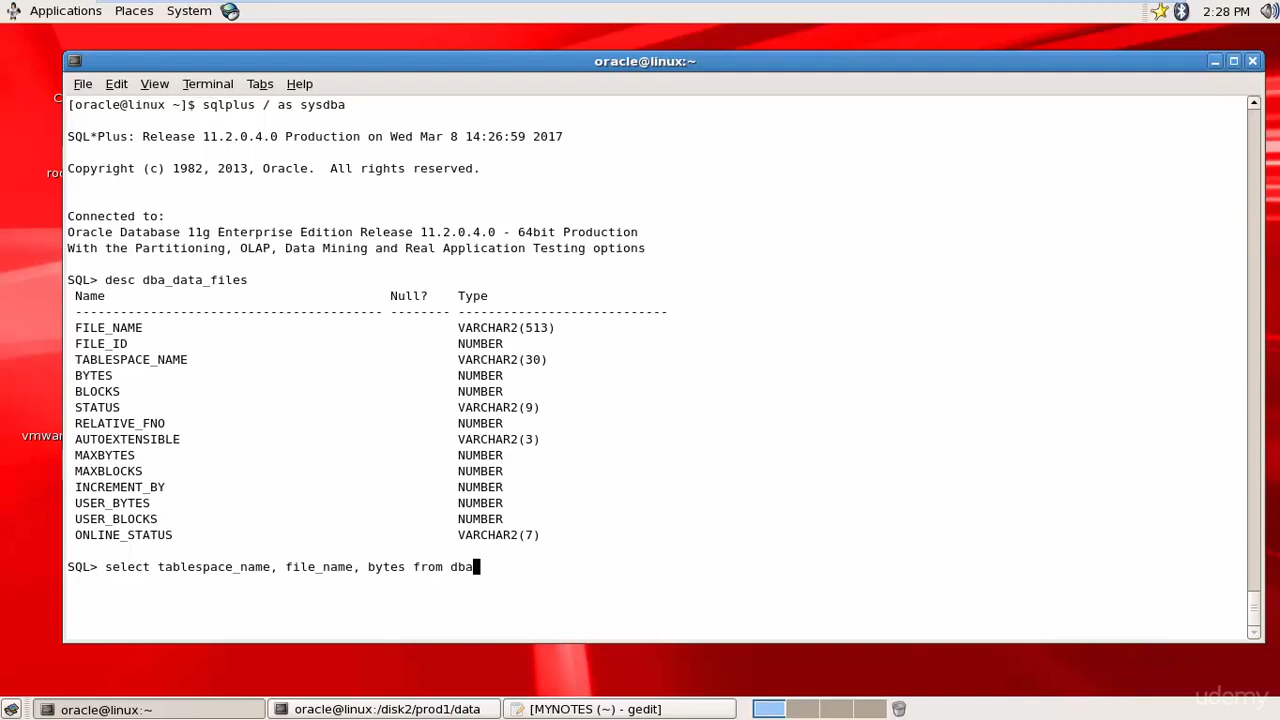 Applications Places System 2:28 PM
oracle@linux:~
File Edit View Terminal Tabs Help
[oracle@linux ~]$ sqlplus / as sysdba
SQL*Plus: Release 11.2.0.4.0 Production on Wed Mar 8 14:26:59 2017
Copyright (c) 1982, 2013, Oracle.  All rights reserved.
Connected to:
Oracle Database 11g Enterprise Edition Release 11.2.0.4.0 - 64bit Production
With the Partitioning, OLAP, Data Mining and Real Application Testing options
SQL> desc dba_data_files
Name Null? Type
----------------------------------------- -------- ----------------------------
FILE_NAME VARCHAR2(513)
FILE_ID NUMBER
TABLESPACE_NAME VARCHAR2(30)
BYTES NUMBER
BLOCKS NUMBER
STATUS VARCHAR2(9)
RELATIVE_FNO NUMBER
AUTOEXTENSIBLE VARCHAR2(3)
MAXBYTES NUMBER
MAXBLOCKS NUMBER
INCREMENT_BY NUMBER
USER_BYTES NUMBER
USER_BLOCKS NUMBER
ONLINE_STATUS VARCHAR2(7)
SQL> select tablespace_name, file_name, bytes from dba
oracle@linux:~ oracle@linux:/disk2/prod1/data [MYNOTES (~) - gedit]
udemy